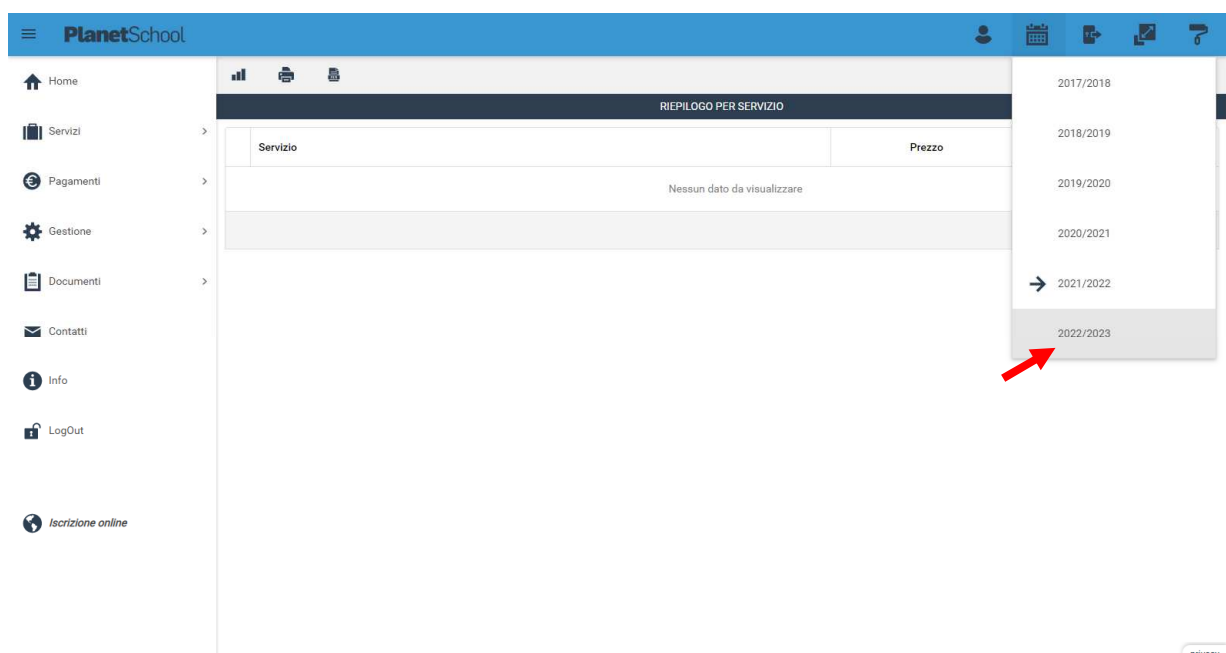 PlanetSchool
Home
Servizi
Pagamenti
Gestione
Documenti
Contatti
Info
LogOut
Iscrizione online
RIEPILOGO PER SERVIZIO
Servizio Prezzo
Nessun dato da visualizzare
2017/2018
2018/2019
2019/2020
2020/2021
2021/2022
2022/2023